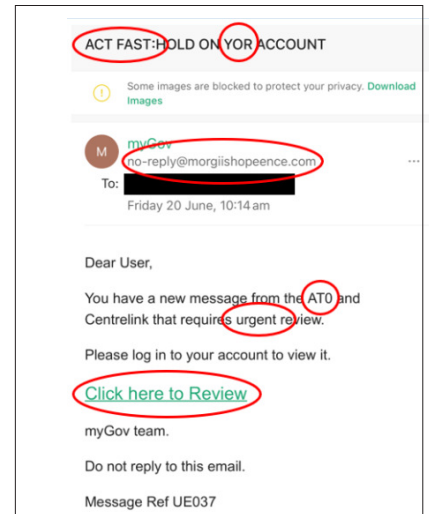 ACT FAST:HOLD ON YOR ACCOUNT
Some images are blocked to protect your privacy. Download
Images
M
myGov
no-reply@morgiishopeence.com
...
To:
Friday 20 June, 10:14 am
Dear User,
You have a new message from the AT0 and
Centrelink that requires urgent review.
Please log in to your account to view it.
Click here to Review
myGov team.
Do not reply to this email.
Message Ref UE037